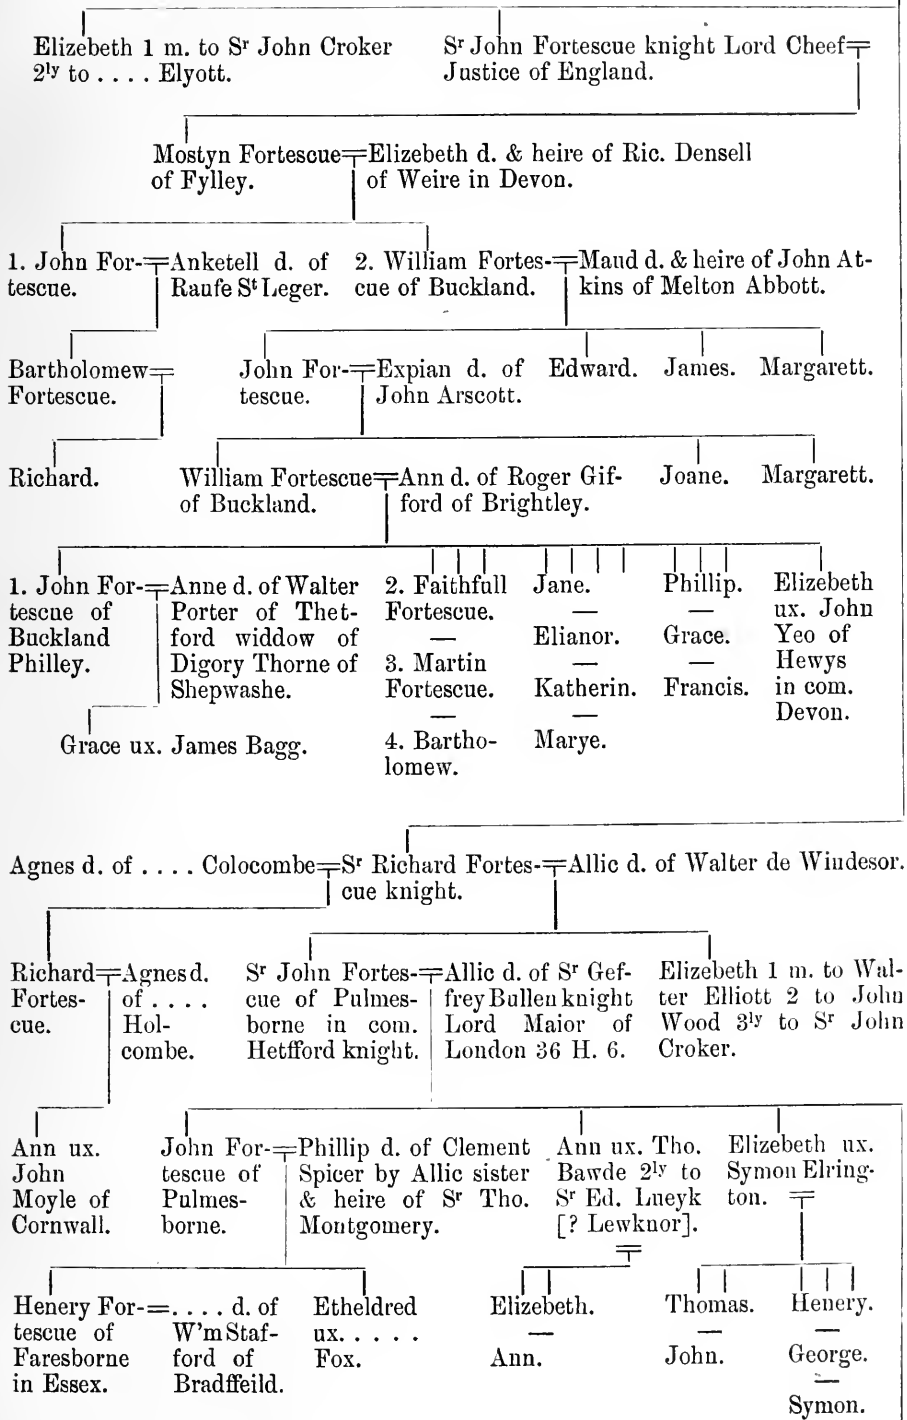 Elizebeth 1 m. to Sʳ John Croker
2ˡʸ to . . . . Elyott.
Sʳ John Fortescue knight Lord Cheef=
Justice of England.
Mostyn Fortescue=Elizebeth d. & heire of Ric. Densell
of Fylley. of Weire in Devon.
1. John For-=Anketell d. of
tescue. Raufe Sᵗ Leger.
2. William Fortes-=Maud d. & heire of John At-
cue of Buckland. kins of Melton Abbott.
Bartholomew=
Fortescue.
John For-=Expian d. of
tescue. John Arscott.
Edward.
James.
Margarett.
Richard.
William Fortescue=Ann d. of Roger Gif-
of Buckland. ford of Brightley.
Joane.
Margarett.
1. John For-=
tescue of
Buckland
Philley.
Anne d. of Walter
Porter of Thet-
ford widdow of
Digory Thorne of
Shepwashe.
2. Faithfull
Fortescue.
—
3. Martin
Fortescue.
—
4. Bartho-
lomew.
Jane.
—
Elianor.
—
Katherin.
—
Marye.
Phillip.
—
Grace.
—
Francis.
Elizebeth
ux. John
Yeo of
Hewys
in com.
Devon.
Grace ux. James Bagg.
Agnes d. of . . . . Colocombe=Sʳ Richard Fortes-=Allic d. of Walter de Windesor.
cue knight.
Richard=
Fortes-
cue.
Agnes d.
of . . . .
Hol-
combe.
Sʳ John Fortes-=
cue of Pulmes-
borne in com.
Hetfford knight.
Allic d. of Sʳ Gef-
frey Bullen knight
Lord Maior of
London 36 H. 6.
Elizebeth 1 m. to Wal-
ter Elliott 2 to John
Wood 3ˡʸ to Sʳ John
Croker.
Ann ux.
John
Moyle of
Cornwall.
John For-=
tescue of
Pulmes-
borne.
Phillip d. of Clement
Spicer by Allic sister
& heire of Sʳ Tho.
Montgomery.
Ann ux. Tho.
Bawde 2ˡʸ to
Sʳ Ed. Lueyk
[? Lewknor].
Elizebeth ux.
Symon Elring-
ton.
Henery For-=
tescue of
Faresborne
in Essex.
. . . . d. of
W'm Staf-
ford of
Bradffeild.
Etheldred
ux. . . . .
Fox.
Elizebeth.
—
Ann.
Thomas.
—
John.
Henery.
—
George.
—
Symon.